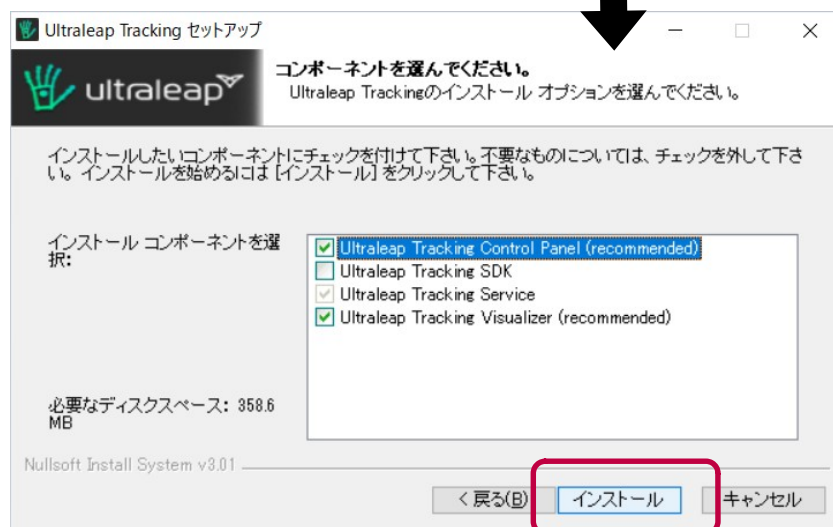 Ultraleap Tracking セットアップ
ultraleap
コンポーネントを選んでください。
Ultraleap Trackingのインストール オプションを選んでください。
インストールしたいコンポーネントにチェックを付けて下さい。不要なものについては、チェックを外して下さ
い。インストールを始めるには [インストール] をクリックして下さい。
インストール コンポーネントを選
択:
Ultraleap Tracking Control Panel (recommended)
Ultraleap Tracking SDK
Ultraleap Tracking Service
Ultraleap Tracking Visualizer (recommended)
必要なディスクスペース: 358.6
MB
Nullsoft Install System v3.01
< 戻る(B)
インストール
キャンセル